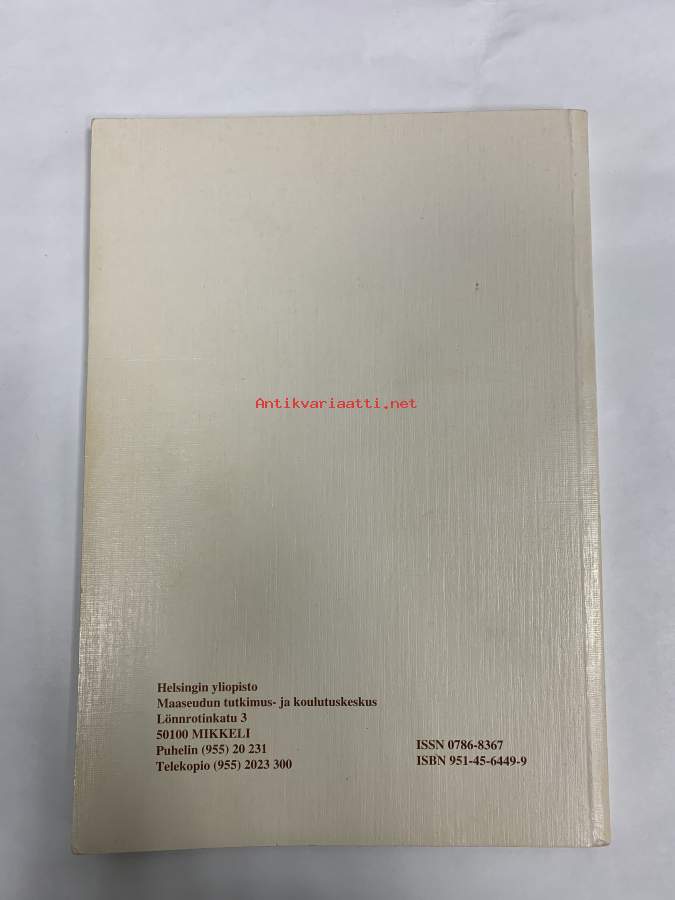 Antikvariaatti.net
Helsingin yliopisto
Maaseudun tutkimus- ja koulutuskeskus
Lönnrotinkatu 3
50100 MIKKELI
Puhelin (955) 20 231
Telekopio (955) 2023 300
ISSN 0786-8367
ISBN 951-45-6449-9